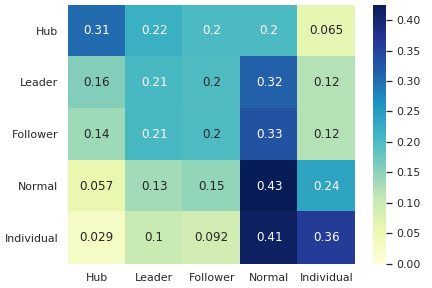 Hub 0.31 0.22 0.2 0.2 0.065
Leader 0.16 0.21 0.2 0.32 0.12
Follower 0.14 0.21 0.2 0.33 0.12
Normal 0.057 0.13 0.15 0.43 0.24
Individual 0.029 0.1 0.092 0.41 0.36
Hub Leader Follower Normal Individual
0.40
0.35
0.30
0.25
0.20
0.15
0.10
0.05
0.00